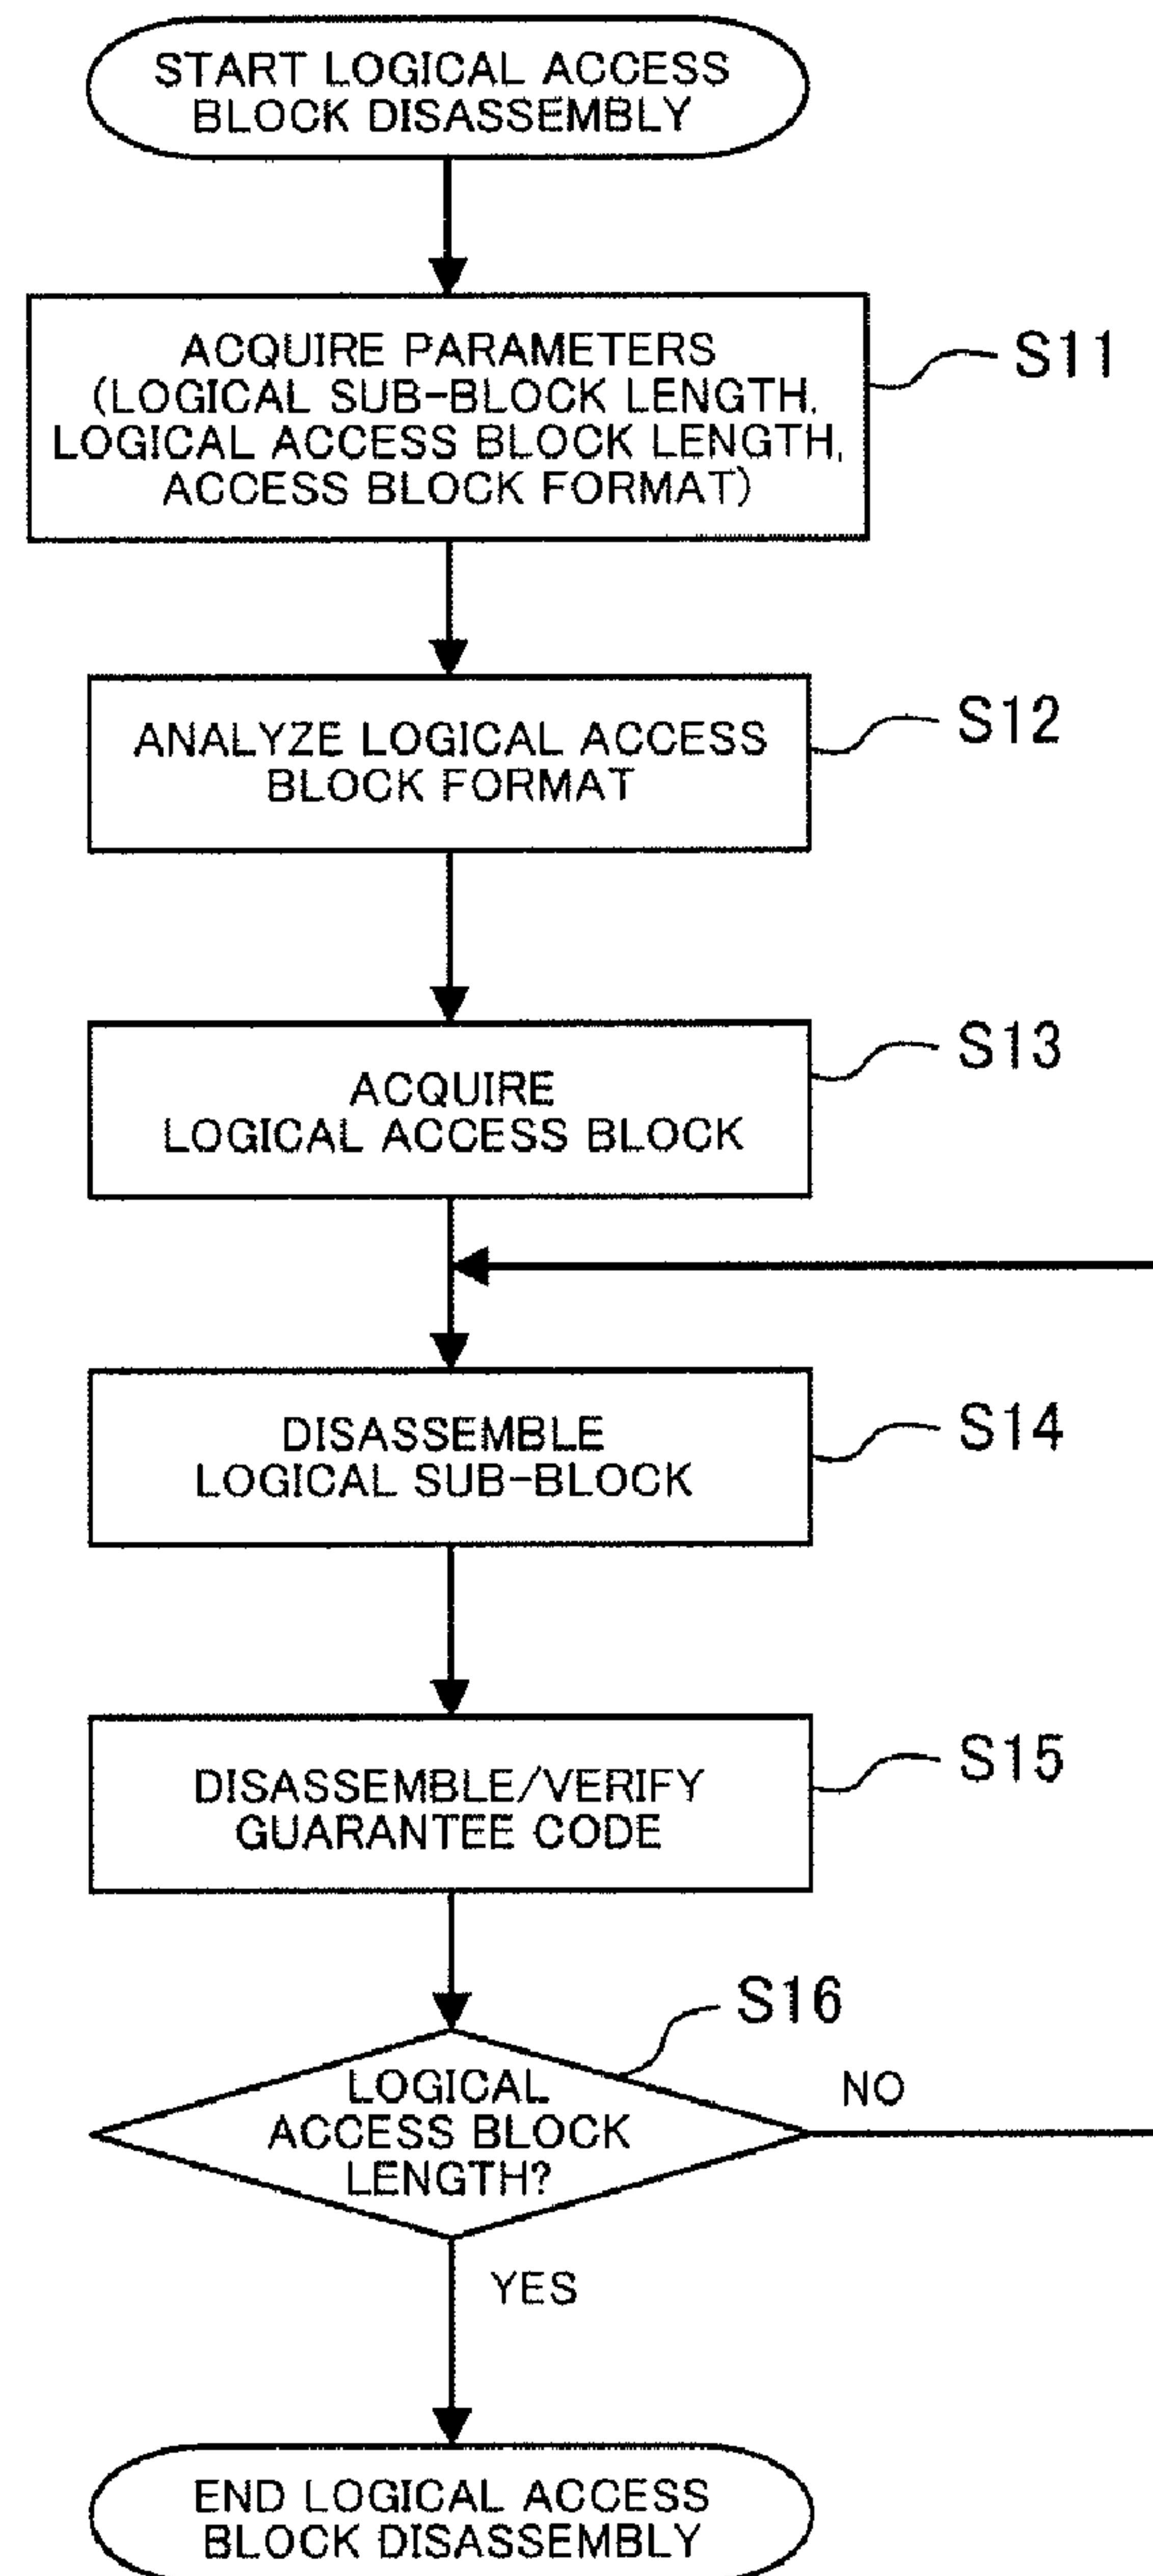 START LOGICAL ACCESS
BLOCK DISASSEMBLY
ACQUIRE PARAMETERS
(LOGICAL SUB-BLOCK LENGTH,
LOGICAL ACCESS BLOCK LENGTH,
ACCESS BLOCK FORMAT)
S11
ANALYZE LOGICAL ACCESS
BLOCK FORMAT
S12
ACQUIRE
LOGICAL ACCESS BLOCK
S13
DISASSEMBLE
LOGICAL SUB-BLOCK
S14
DISASSEMBLE/VERIFY
GUARANTEE CODE
S15
S16
LOGICAL
ACCESS BLOCK
LENGTH?
NO
YES
END LOGICAL ACCESS
BLOCK DISASSEMBLY